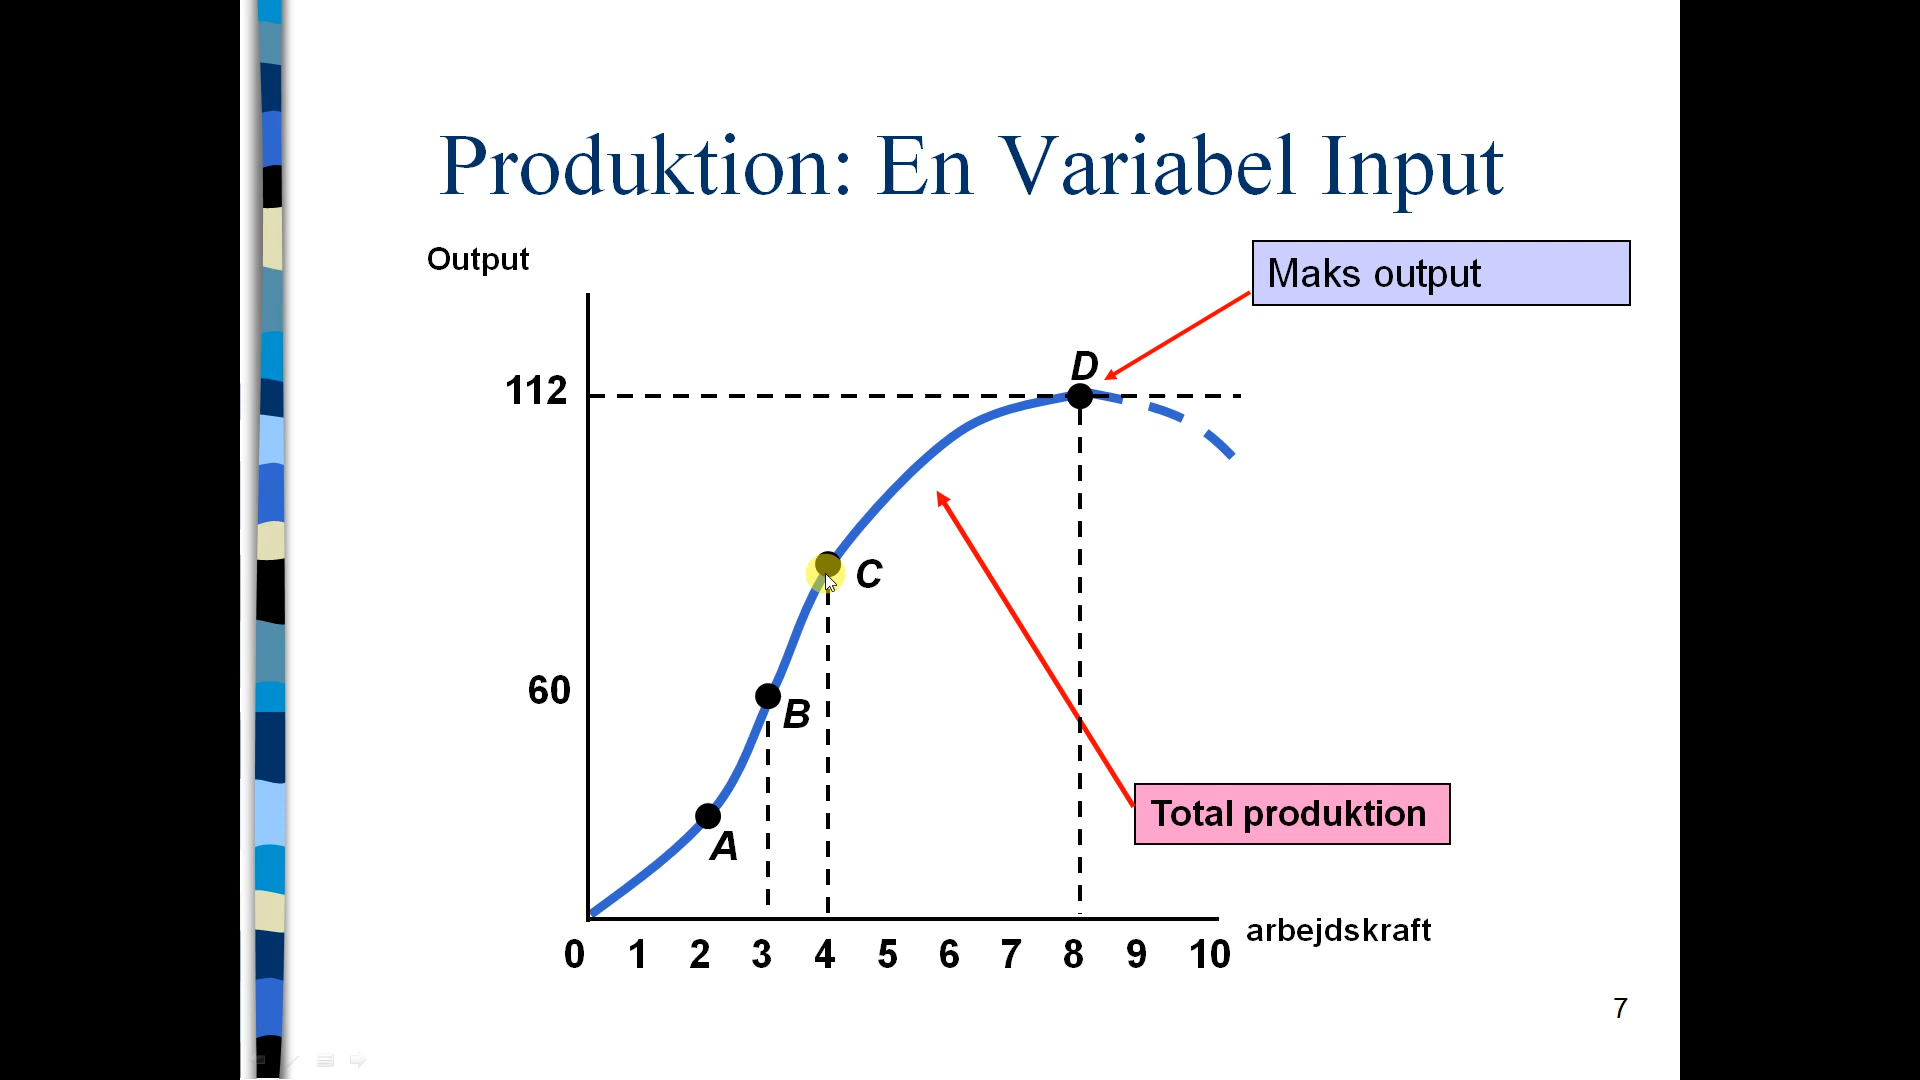 Produktion: En Variabel Input
Output
Maks output
D
112
C
60
B
Total produktion
A
arbejdskraft
0 1 2 3 4 5 6 7 8 9 10
7